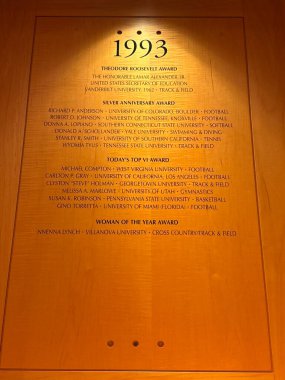 1993
THEODORE ROOSEVELT AWARD
THE HONORABLE LAMAR ALEXANDER, JR.
UNITED STATES SECRETARY OF EDUCATION
VANDERBILT UNIVERSITY, 1962 • TRACK & FIELD
SILVER ANNIVERSARY AWARD
RICHARD P. ANDERSON • UNIVERSITY OF COLORADO, BOULDER • FOOTBALL
ROBERT D. JOHNSON • UNIVERSITY OF TENNESSEE, KNOXVILLE • FOOTBALL
DONNA A. LOPIANO • SOUTHERN CONNECTICUT STATE UNIVERSITY • SOFTBALL
DONALD A. SCHOLLANDER • YALE UNIVERSITY • SWIMMING & DIVING
STANLEY R. SMITH • UNIVERSITY OF SOUTHERN CALIFORNIA • TENNIS
WYOMIA TYUS • TENNESSEE STATE UNIVERSITY • TRACK & FIELD
TODAY'S TOP VI AWARD
MICHAEL COMPTON • WEST VIRGINIA UNIVERSITY • FOOTBALL
CARLTON P. GRAY • UNIVERSITY OF CALIFORNIA, LOS ANGELES • FOOTBALL
CLYSTON "STEVE" HOLMAN • GEORGETOWN UNIVERSITY • TRACK & FIELD
MELISSA A. MARLOWE • UNIVERSITY OF UTAH • GYMNASTICS
SUSAN K. ROBINSON • PENNSYLVANIA STATE UNIVERSITY • BASKETBALL
GINO TORRETTA • UNIVERSITY OF MIAMI (FLORIDA) • FOOTBALL
WOMAN OF THE YEAR AWARD
NNENNA LYNCH • VILLANOVA UNIVERSITY • CROSS COUNTRY/TRACK & FIELD